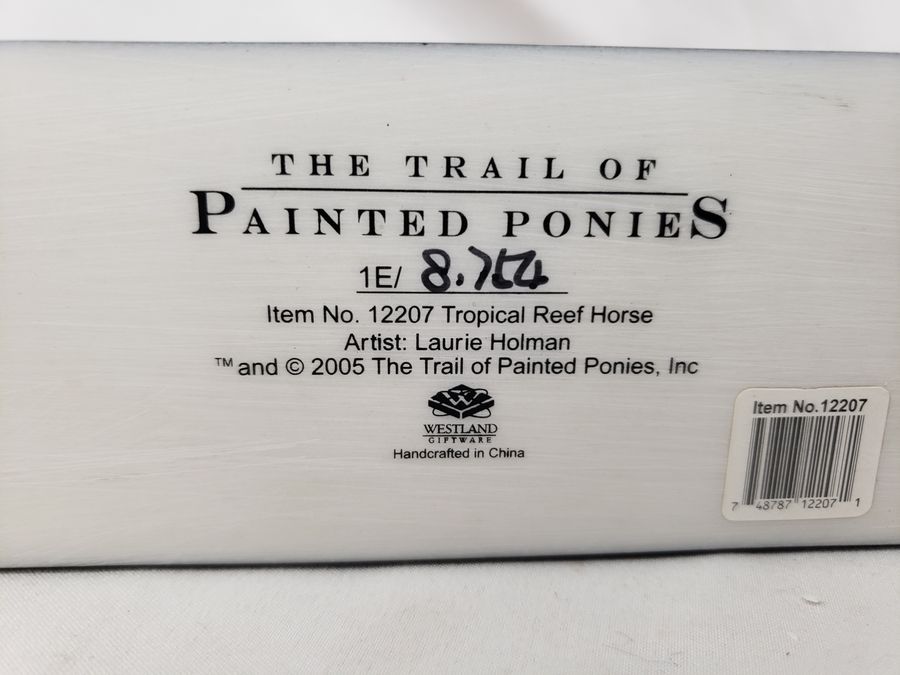 THE TRAIL OF
PAINTED PONIES
1E/ 8.754
Item No. 12207 Tropical Reef Horse
Artist: Laurie Holman
™ and © 2005 The Trail of Painted Ponies, Inc
WESTLAND
GIFTWARE
Handcrafted in China
Item No.12207
7 48787 12207 1